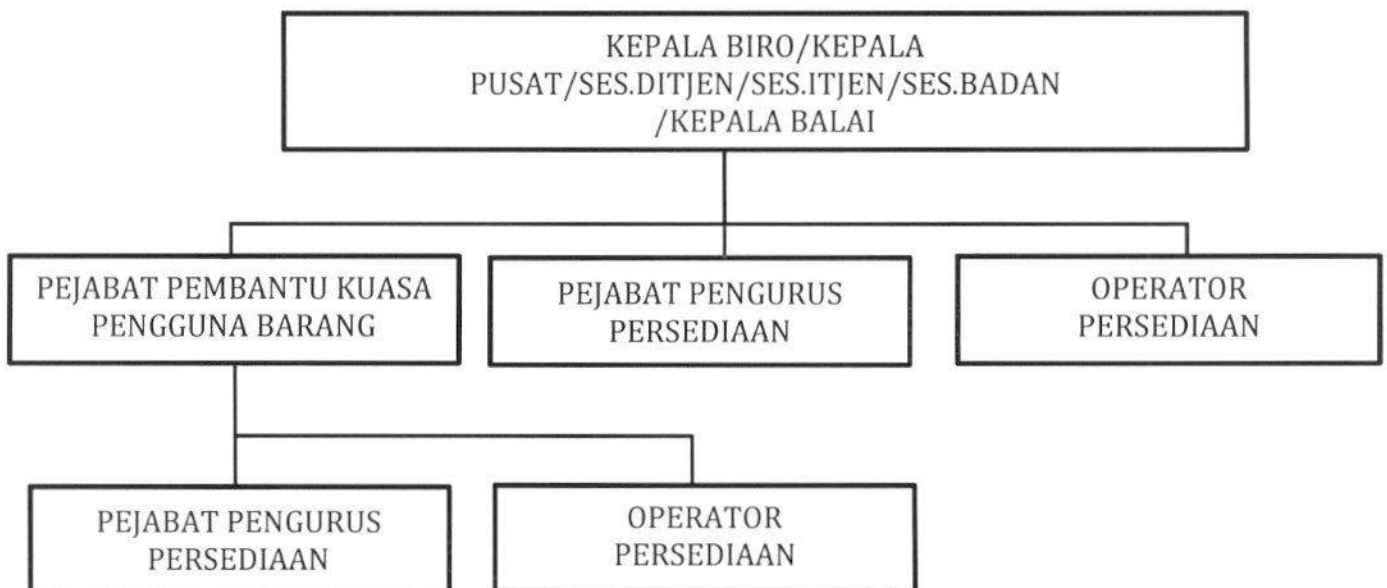 KEPALA BIRO/KEPALA
PUSAT/SES.DITJEN/SES.ITJEN/SES.BADAN
/KEPALA BALAI
PEJABAT PEMBANTU KUASA
PENGGUNA BARANG
PEJABAT PENGURUS
PERSEDIAAN
OPERATOR
PERSEDIAAN
PEJABAT PENGURUS
PERSEDIAAN
OPERATOR
PERSEDIAAN